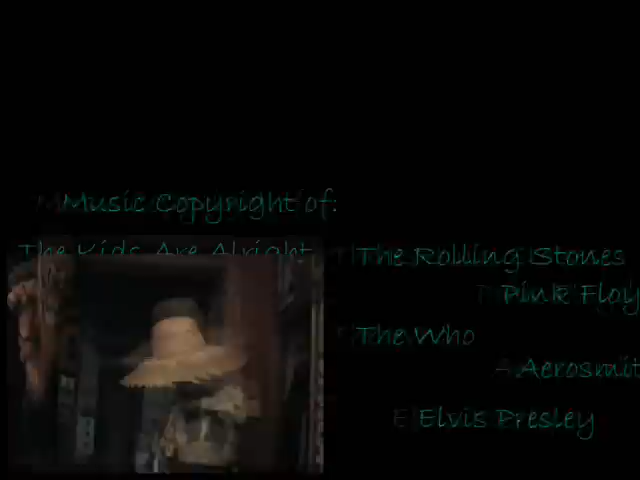 Music Copyright of:
The Kids Are Alright
The Rolling Stones
Pink Floy
The Who
Aerosmit
Elvis Presley